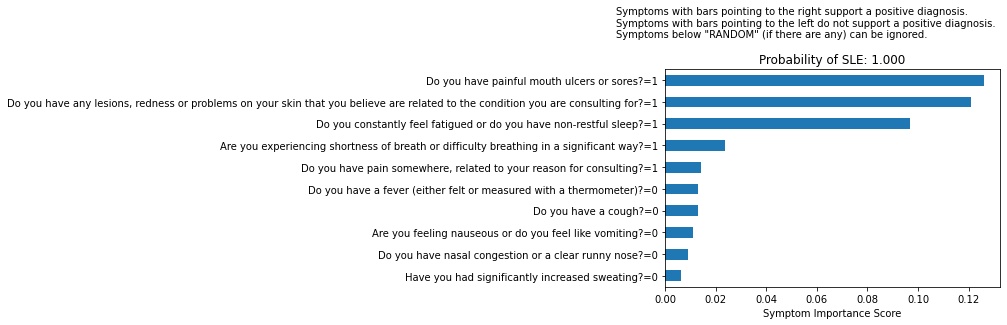 Symptoms with bars pointing to the right support a positive diagnosis.
Symptoms with bars pointing to the left do not support a positive diagnosis.
Symptoms below "RANDOM" (if there are any) can be ignored.
Probability of SLE: 1.000
Do you have painful mouth ulcers or sores?=1
Do you have any lesions, redness or problems on your skin that you believe are related to the condition you are consulting for?=1
Do you constantly feel fatigued or do you have non-restful sleep?=1
Are you experiencing shortness of breath or difficulty breathing in a significant way?=1
Do you have pain somewhere, related to your reason for consulting?=1
Do you have a fever (either felt or measured with a thermometer)?=0
Do you have a cough?=0
Are you feeling nauseous or do you feel like vomiting?=0
Do you have nasal congestion or a clear runny nose?=0
Have you had significantly increased sweating?=0
0.00 0.02 0.04 0.06 0.08 0.10 0.12
Symptom Importance Score